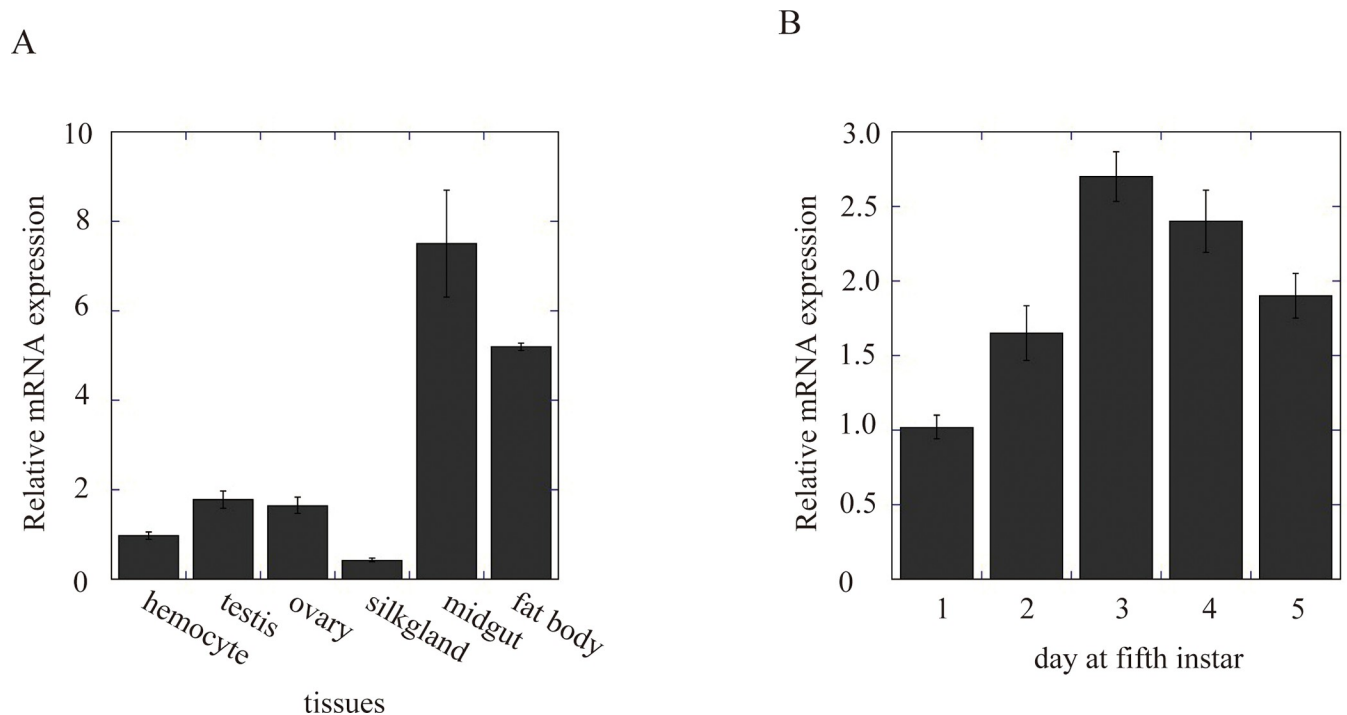 A
Relative mRNA expression
10
8
6
4
2
0
hemocyte
testis
ovary
silkgland
midgut
fat body
tissues
B
Relative mRNA expression
3.0
2.5
2.0
1.5
1.0
0.5
0
1 2 3 4 5
day at fifth instar